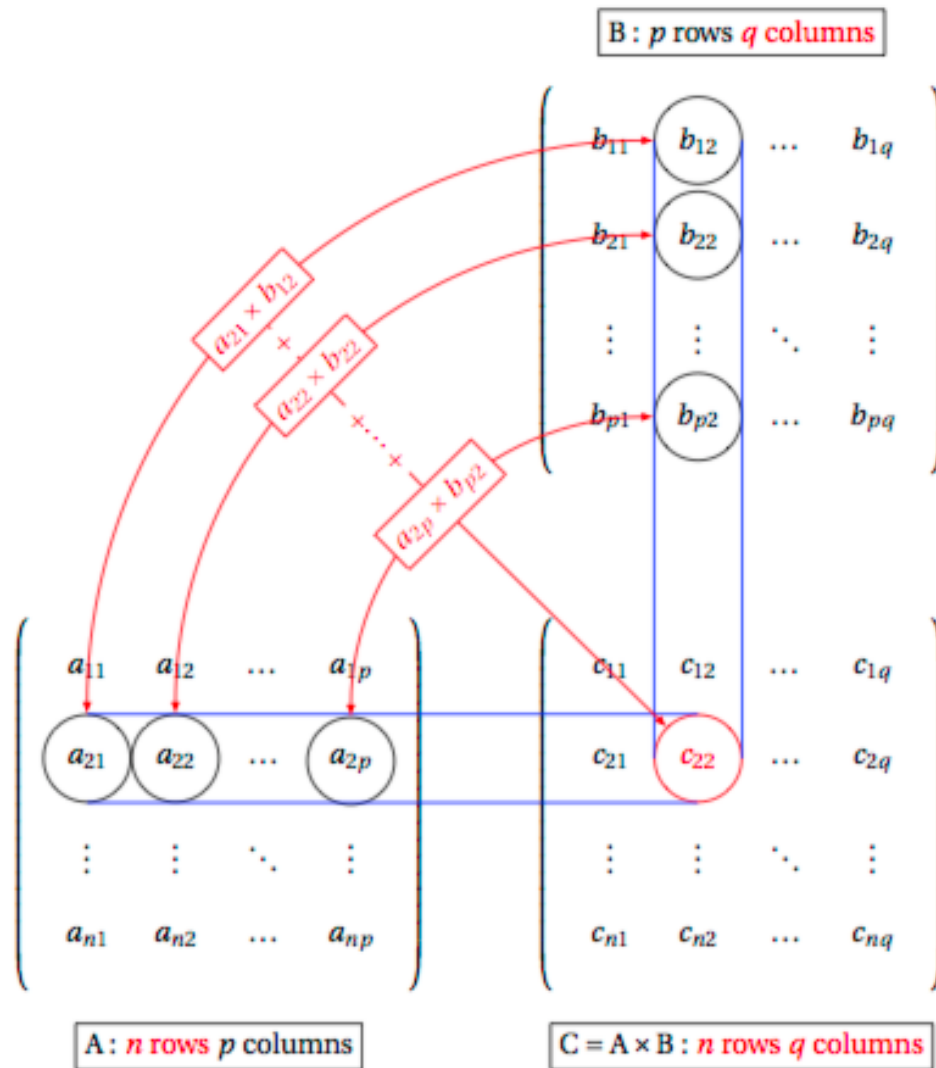 B : p rows q columns
b₁₁ b₁₂ … b₁q
b₂₁ b₂₂ … b₂q
⋮ ⋮ ⋱ ⋮
bₚ₁ bₚ₂ … bₚq
a₂₁ × b₁₂
+
a₂₂ × b₂₂
+ … +
a₂ₚ × bₚ₂
a₁₁ a₁₂ … a₁ₚ
a₂₁ a₂₂ … a₂ₚ
⋮ ⋮ ⋱ ⋮
aₙ₁ aₙ₂ … aₙₚ
A : n rows p columns
c₁₁ c₁₂ … c₁q
c₂₁ c₂₂ … c₂q
⋮ ⋮ ⋱ ⋮
cₙ₁ cₙ₂ … cₙq
C = A × B : n rows q columns